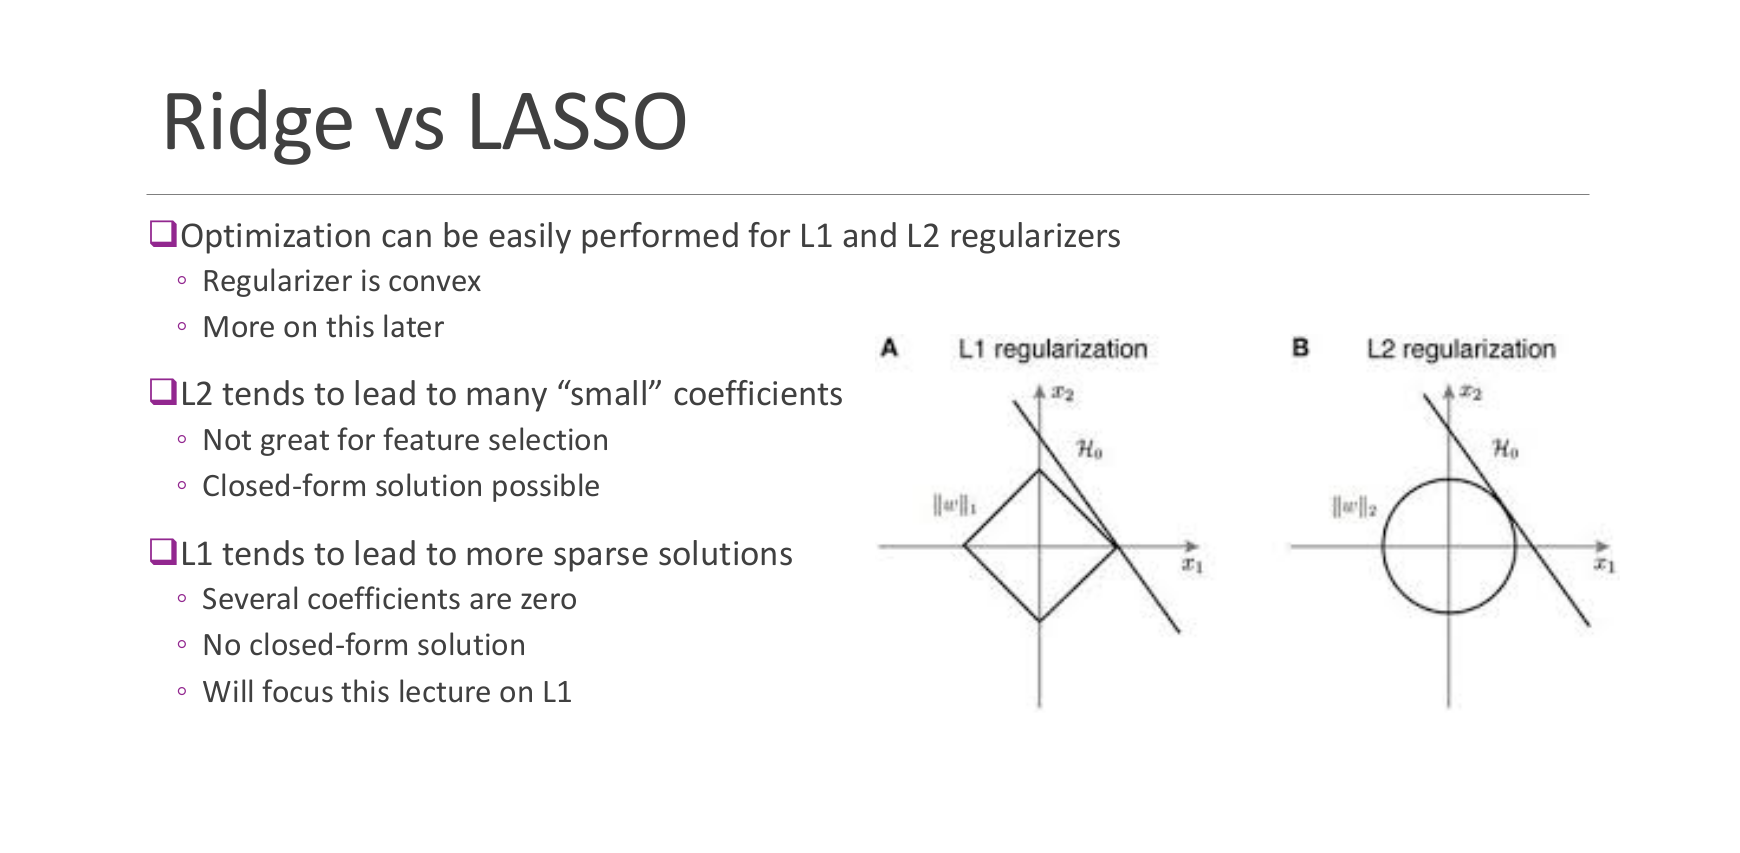 Ridge vs LASSO
❑Optimization can be easily performed for L1 and L2 regularizers
◦ Regularizer is convex
◦ More on this later
❑L2 tends to lead to many “small” coefficients
◦ Not great for feature selection
◦ Closed-form solution possible
❑L1 tends to lead to more sparse solutions
◦ Several coefficients are zero
◦ No closed-form solution
◦ Will focus this lecture on L1
A L1 regularization
x₂
ℋ₀
‖w‖₁
x₁
B L2 regularization
x₂
ℋ₀
‖w‖₂
x₁